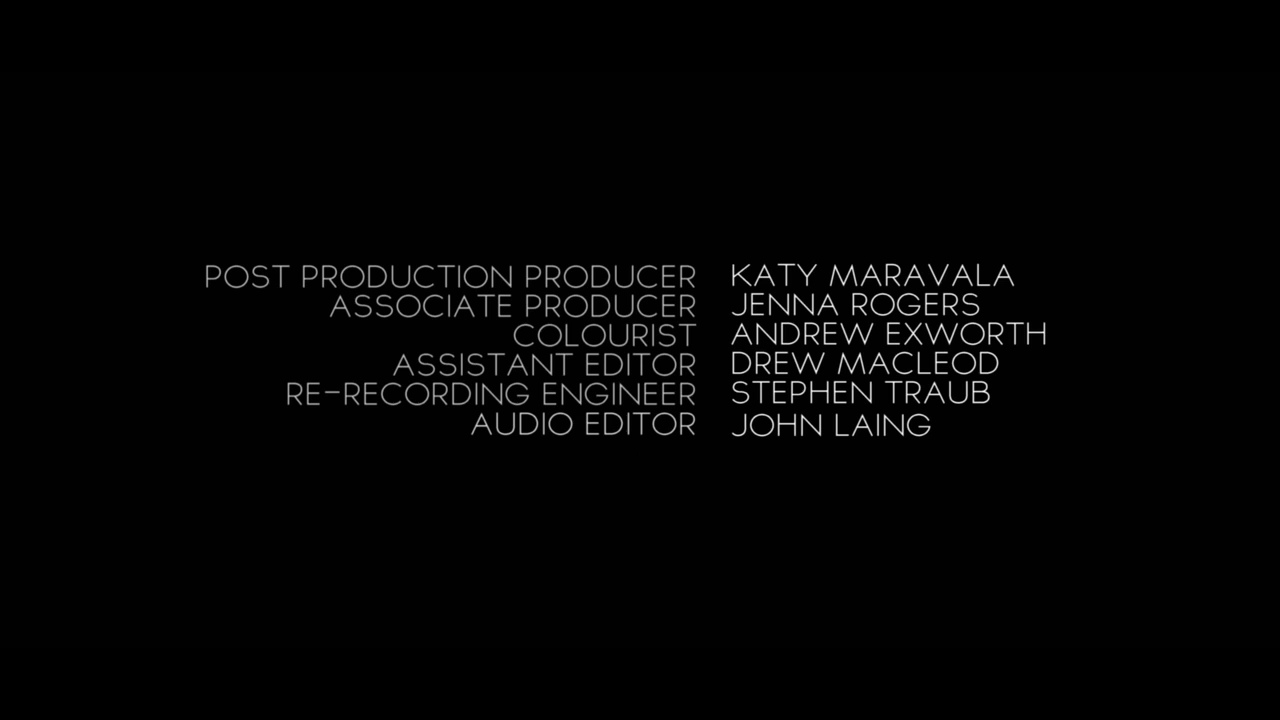 POST PRODUCTION PRODUCER KATY MARAVALA
ASSOCIATE PRODUCER JENNA ROGERS
COLOURIST ANDREW EXWORTH
ASSISTANT EDITOR DREW MACLEOD
RE-RECORDING ENGINEER STEPHEN TRAUB
AUDIO EDITOR JOHN LAING